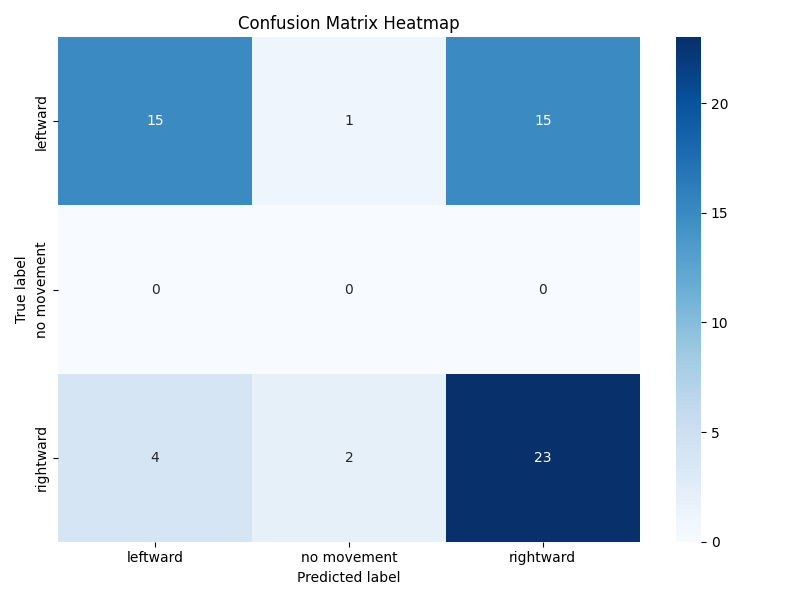 Confusion Matrix Heatmap
True label
leftward
no movement
rightward
15 1 15
0 0 0
4 2 23
leftward no movement rightward
Predicted label
20
15
10
5
0